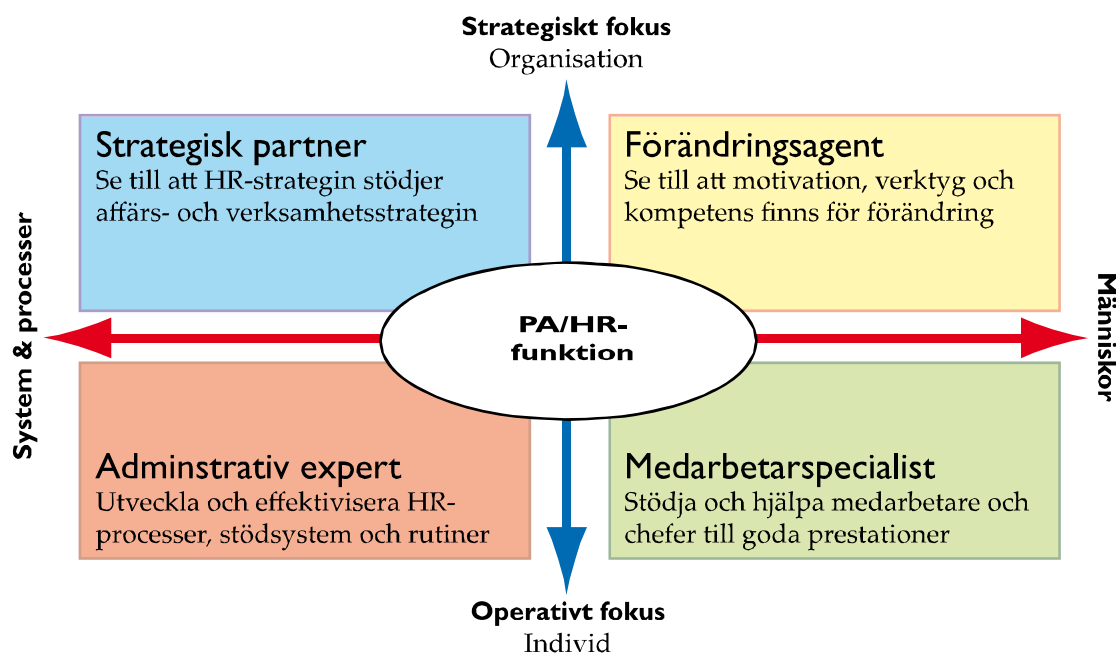 Strategiskt fokus
Organisation
Strategisk partner
Se till att HR-strategin stödjer
affärs- och verksamhetsstrategin
Förändringsagent
Se till att motivation, verktyg och
kompetens finns för förändring
System & processer
PA/HR-
funktion
Människor
Adminstrativ expert
Utveckla och effektivisera HR-
processer, stödsystem och rutiner
Medarbetarspecialist
Stödja och hjälpa medarbetare och
chefer till goda prestationer
Operativt fokus
Individ